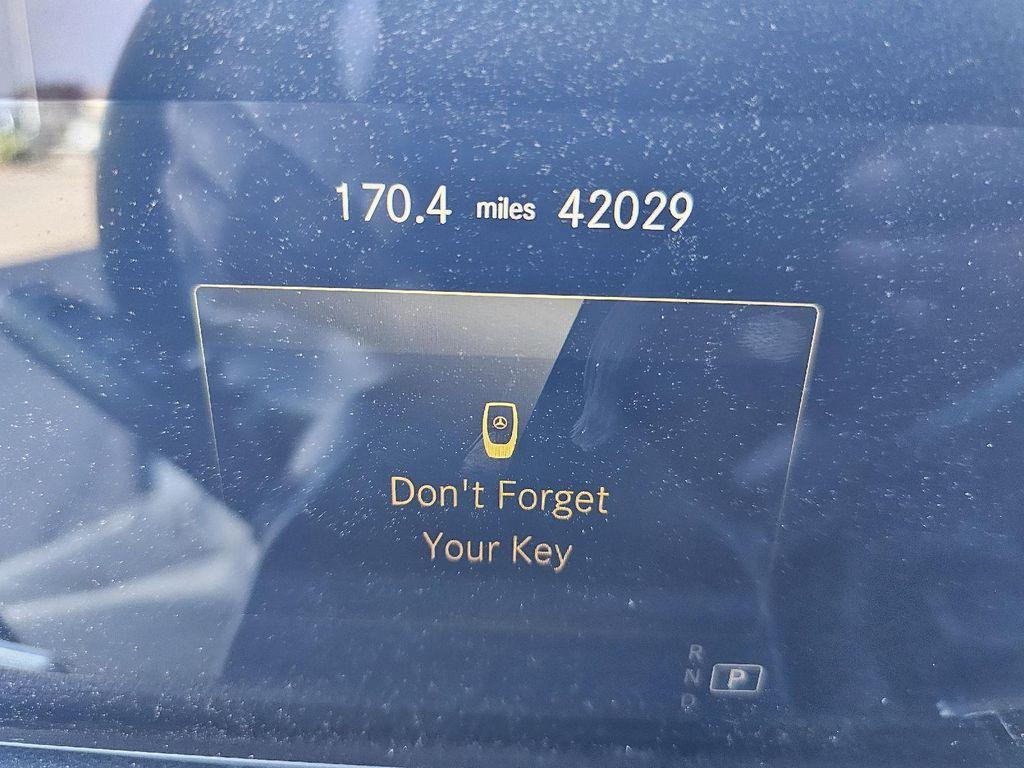 170.4 miles 42029
Don't Forget
Your Key
R
N P
D